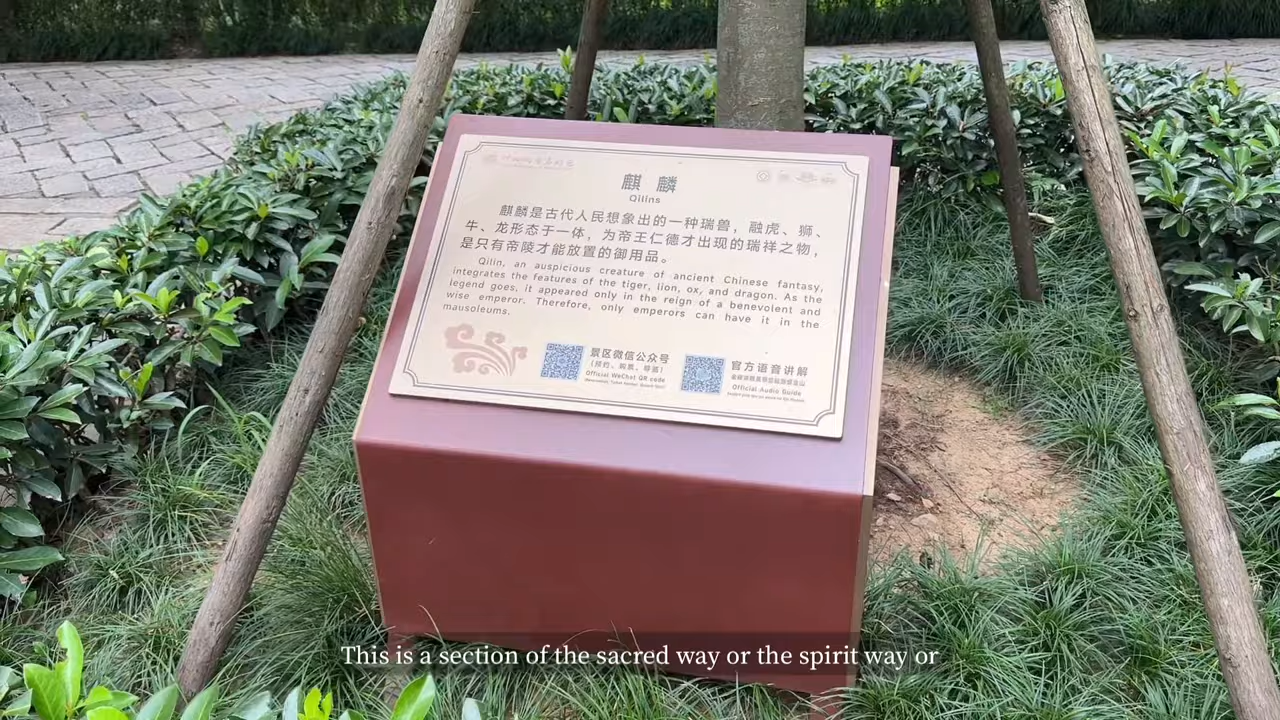 麒麟
Qilins
麒麟是古代人民想象出的一种瑞兽，融虎、狮、
牛、龙形态于一体，为帝王仁德才出现的瑞祥之物，
是只有帝陵才能放置的御用品。
Qilin, an auspicious creature of ancient Chinese fantasy,
integrates the features of the tiger, lion, ox, and dragon. As the
legend goes, it appeared only in the reign of a benevolent and
wise emperor. Therefore, only emperors can have it in the
mausoleums.
景区微信公众号
（预约、购票、导览）
Official WeChat QR code
官方语音讲解
Official Audio Guide
This is a section of the sacred way or the spirit way or